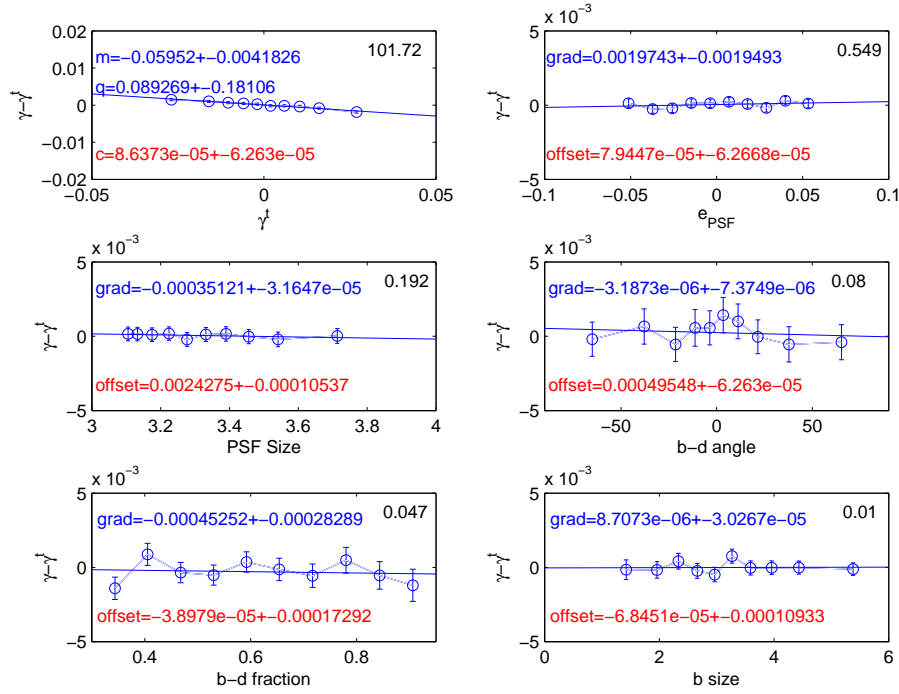 0.02
0.01
0
−0.01
−0.02
γ−γᵗ
m=−0.05952+−0.0041826
101.72
q=0.089269+−0.18106
c=8.6373e−05+−6.263e−05
−0.05
0
0.05
γᵗ
x 10⁻³
5
0
−5
γ−γᵗ
grad=0.0019743+−0.0019493
0.549
offset=7.9447e−05+−6.2668e−05
−0.1
−0.05
0
0.05
0.1
e_PSF
x 10⁻³
5
0
−5
γ−γᵗ
grad=−0.00035121+−3.1647e−05
0.192
offset=0.0024275+−0.00010537
3
3.2
3.4
3.6
3.8
4
PSF Size
x 10⁻³
5
0
−5
γ−γᵗ
grad=−3.1873e−06+−7.3749e−06
0.08
offset=0.00049548+−6.263e−05
−50
0
50
b−d angle
x 10⁻³
5
0
−5
γ−γᵗ
grad=−0.00045252+−0.00028289
0.047
offset=−3.8979e−05+−0.00017292
0.4
0.6
0.8
b−d fraction
x 10⁻³
5
0
−5
γ−γᵗ
grad=8.7073e−06+−3.0267e−05
0.01
offset=−6.8451e−05+−0.00010933
0
2
4
6
b size